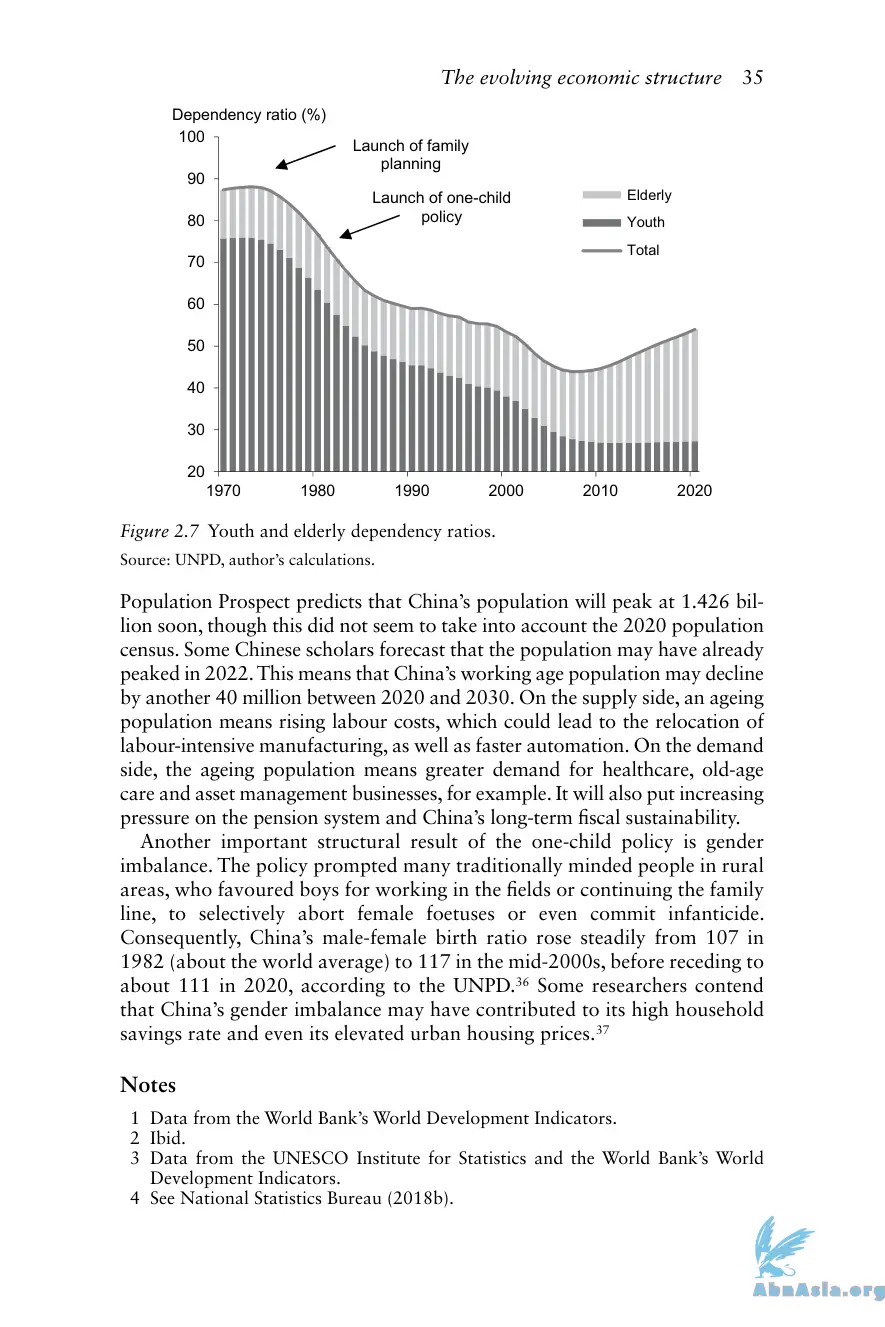 The evolving economic structure 35
Dependency ratio (%)
100
90
80
70
60
50
40
30
20
1970 1980 1990 2000 2010 2020
Launch of family
planning
Launch of one-child
policy
Elderly
Youth
Total
Figure 2.7 Youth and elderly dependency ratios.
Source: UNPD, author’s calculations.
Population Prospect predicts that China’s population will peak at 1.426 bil-
lion soon, though this did not seem to take into account the 2020 population
census. Some Chinese scholars forecast that the population may have already
peaked in 2022. This means that China’s working age population may decline
by another 40 million between 2020 and 2030. On the supply side, an ageing
population means rising labour costs, which could lead to the relocation of
labour-intensive manufacturing, as well as faster automation. On the demand
side, the ageing population means greater demand for healthcare, old-age
care and asset management businesses, for example. It will also put increasing
pressure on the pension system and China’s long-term fiscal sustainability.
Another important structural result of the one-child policy is gender
imbalance. The policy prompted many traditionally minded people in rural
areas, who favoured boys for working in the fields or continuing the family
line, to selectively abort female foetuses or even commit infanticide.
Consequently, China’s male-female birth ratio rose steadily from 107 in
1982 (about the world average) to 117 in the mid-2000s, before receding to
about 111 in 2020, according to the UNPD.36 Some researchers contend
that China’s gender imbalance may have contributed to its high household
savings rate and even its elevated urban housing prices.37
Notes
1 Data from the World Bank’s World Development Indicators.
2 Ibid.
3 Data from the UNESCO Institute for Statistics and the World Bank’s World
Development Indicators.
4 See National Statistics Bureau (2018b).
AbnAsia.org